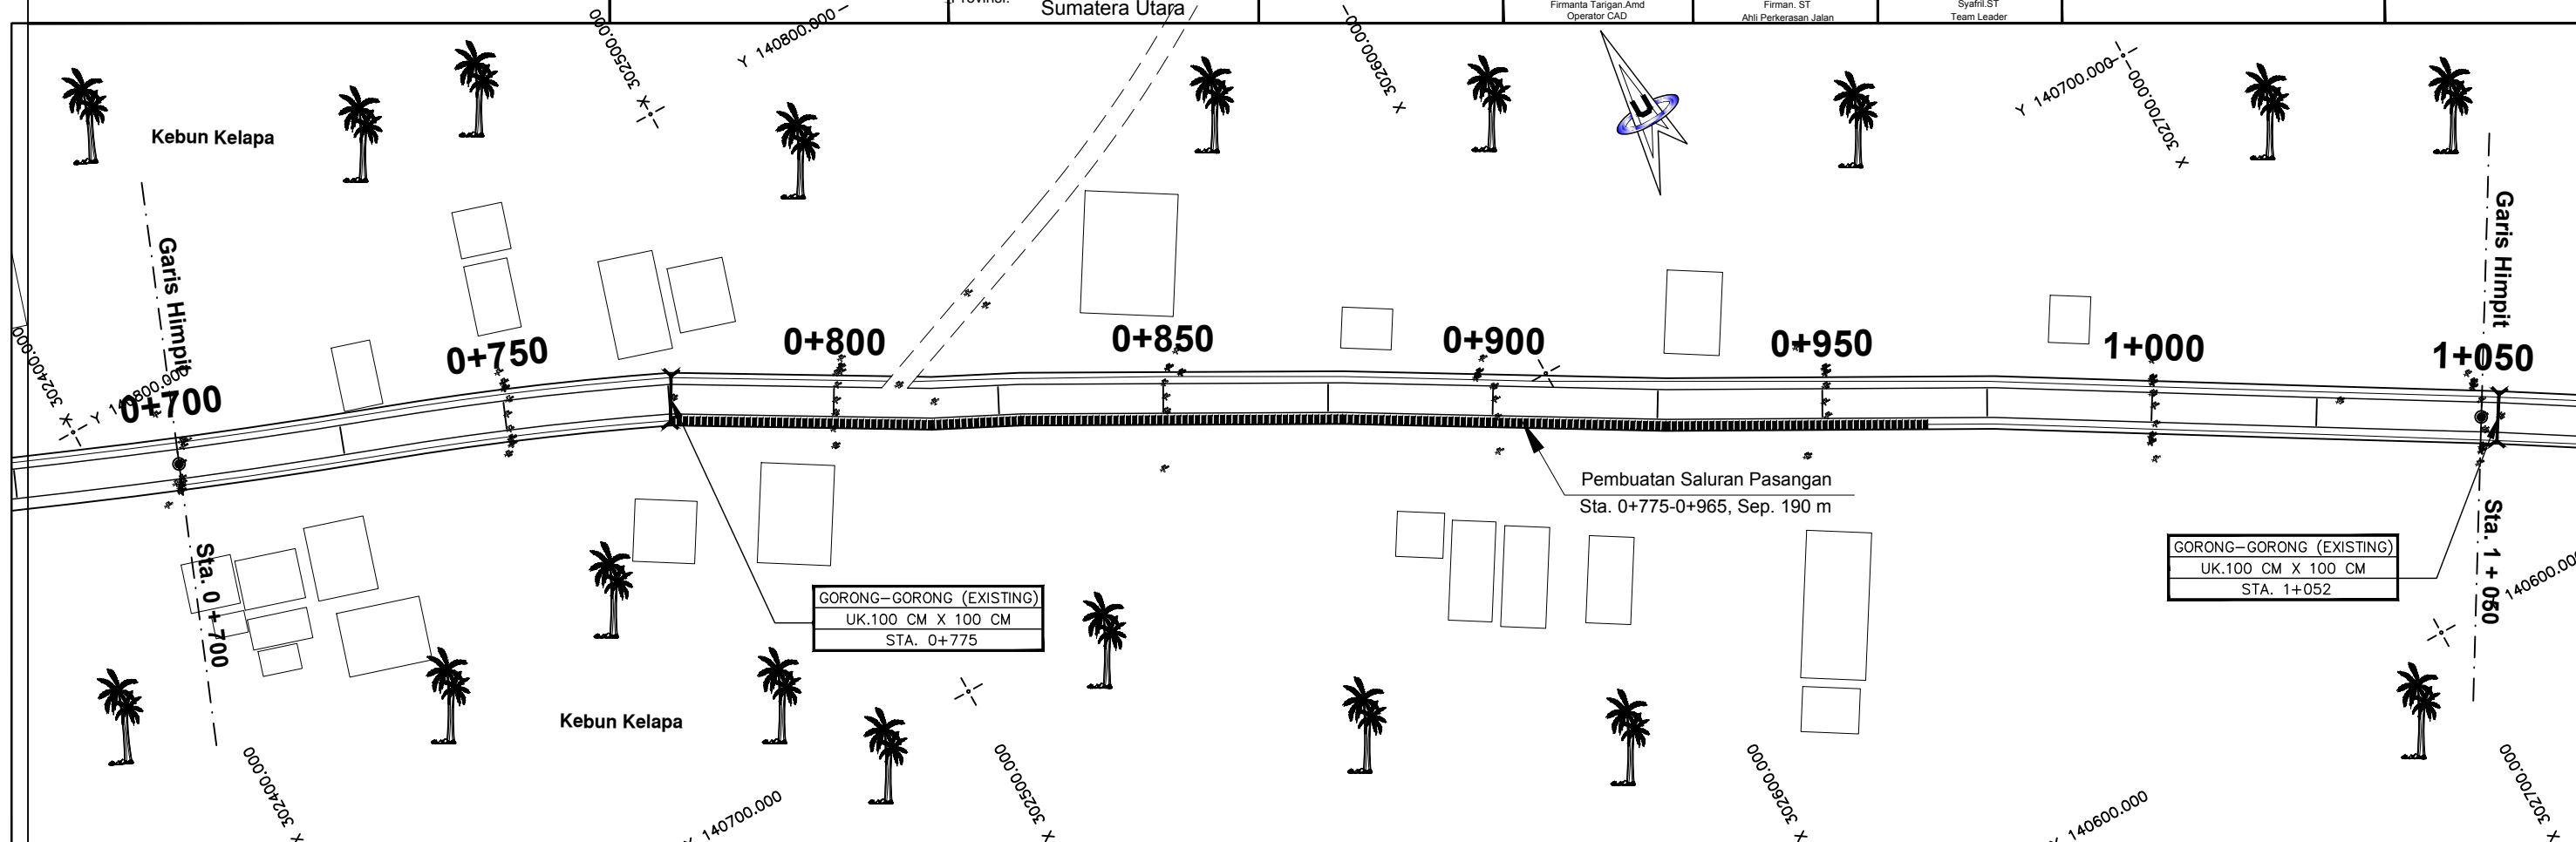 Sumatera Utara
Firmanta Tarigan.Amd
Operator CAD
Firman. ST
Ahli Perkerasan Jalan
Syafril.ST
Team Leader
X 302500.000
Y 140800.000
X 302600.000
U
Y 140700.000
X 302700.000
Kebun Kelapa
Garis Himpit
Garis Himpit
X 302400.000
Y 140800.000
0+700
0+750
0+800
0+850
0+900
0+950
1+000
1+050
Pembuatan Saluran Pasangan
Sta. 0+775-0+965, Sep. 190 m
Sta. 0 + 700
Sta. 1 + 050
GORONG-GORONG (EXISTING)
UK.100 CM X 100 CM
STA. 0+775
GORONG-GORONG (EXISTING)
UK.100 CM X 100 CM
STA. 1+052
Kebun Kelapa
X 302400.000
140700.000
X 302500.000
X 302600.000
140600.000
X 302700.000